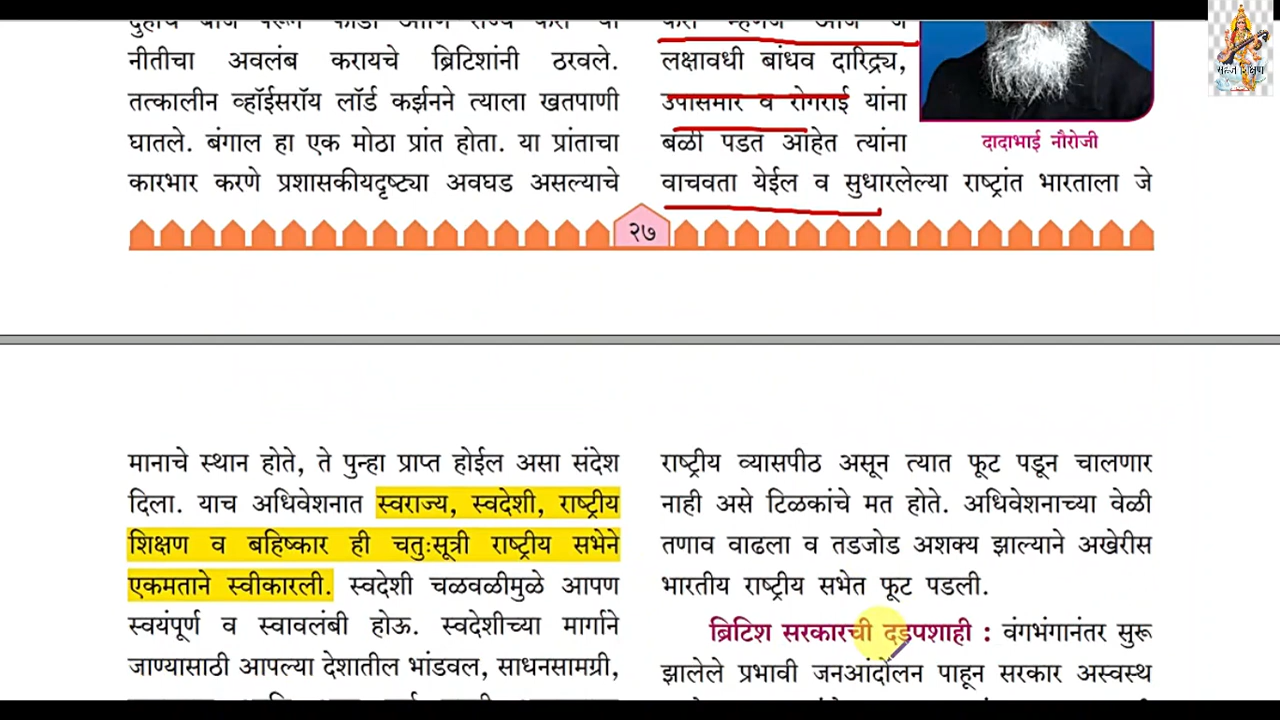 नीतीचा अवलंब करायचे ब्रिटिशांनी ठरवले.
तत्कालीन व्हॉईसरॉय लॉर्ड कर्झनने त्याला खतपाणी
घातले. बंगाल हा एक मोठा प्रांत होता. या प्रांताचा
कारभार करणे प्रशासकीयदृष्ट्या अवघड असल्याचे
लक्षावधी बांधव दारिद्र्य,
उपासमार व रोगराई यांना
बळी पडत आहेत त्यांना
वाचवता येईल व सुधारलेल्या राष्ट्रांत भारताला जे
दादाभाई नौरोजी
सहज शिक्षण
२७
मानाचे स्थान होते, ते पुन्हा प्राप्त होईल असा संदेश
दिला. याच अधिवेशनात स्वराज्य, स्वदेशी, राष्ट्रीय
शिक्षण व बहिष्कार ही चतुःसूत्री राष्ट्रीय सभेने
एकमताने स्वीकारली. स्वदेशी चळवळीमुळे आपण
स्वयंपूर्ण व स्वावलंबी होऊ. स्वदेशीच्या मार्गाने
जाण्यासाठी आपल्या देशातील भांडवल, साधनसामग्री,
राष्ट्रीय व्यासपीठ असून त्यात फूट पडून चालणार
नाही असे टिळकांचे मत होते. अधिवेशनाच्या वेळी
तणाव वाढला व तडजोड अशक्य झाल्याने अखेरीस
भारतीय राष्ट्रीय सभेत फूट पडली.
ब्रिटिश सरकारची दडपशाही : वंगभंगानंतर सुरू
झालेले प्रभावी जनआंदोलन पाहून सरकार अस्वस्थ